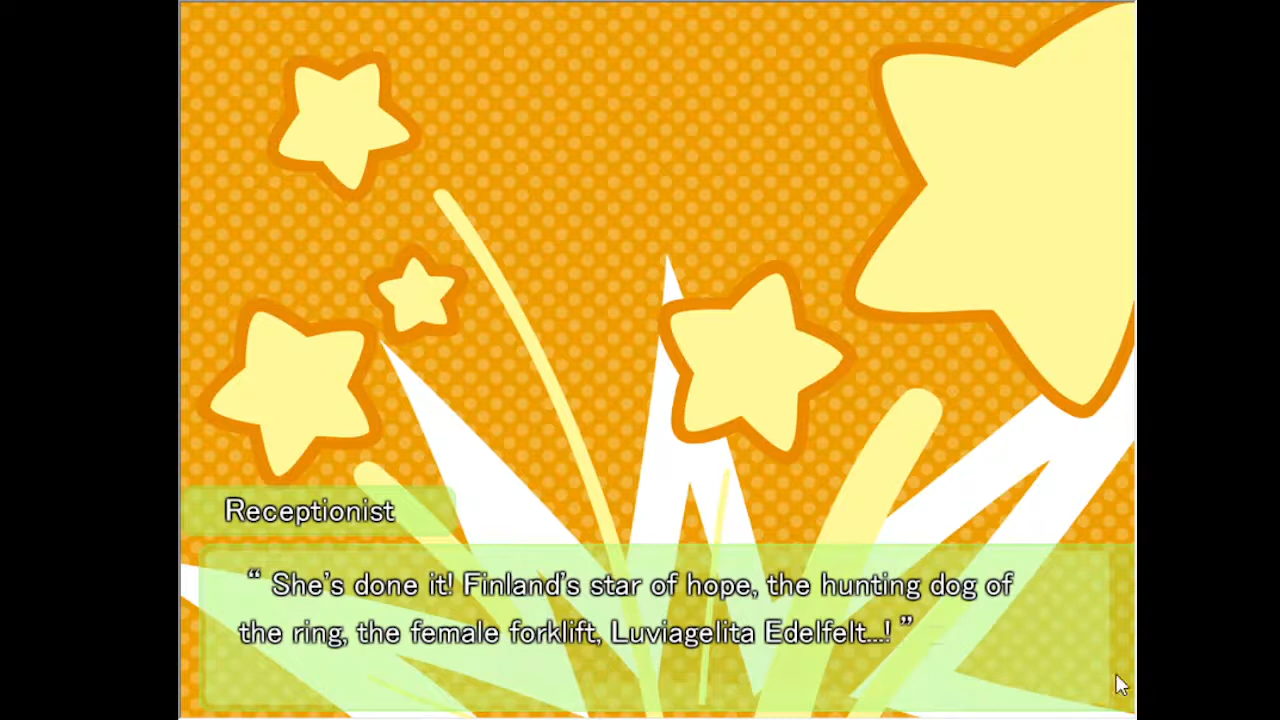 Receptionist
“ She's done it! Finland's star of hope, the hunting dog of
the ring, the female forklift, Luviagelita Edelfelt...! ”